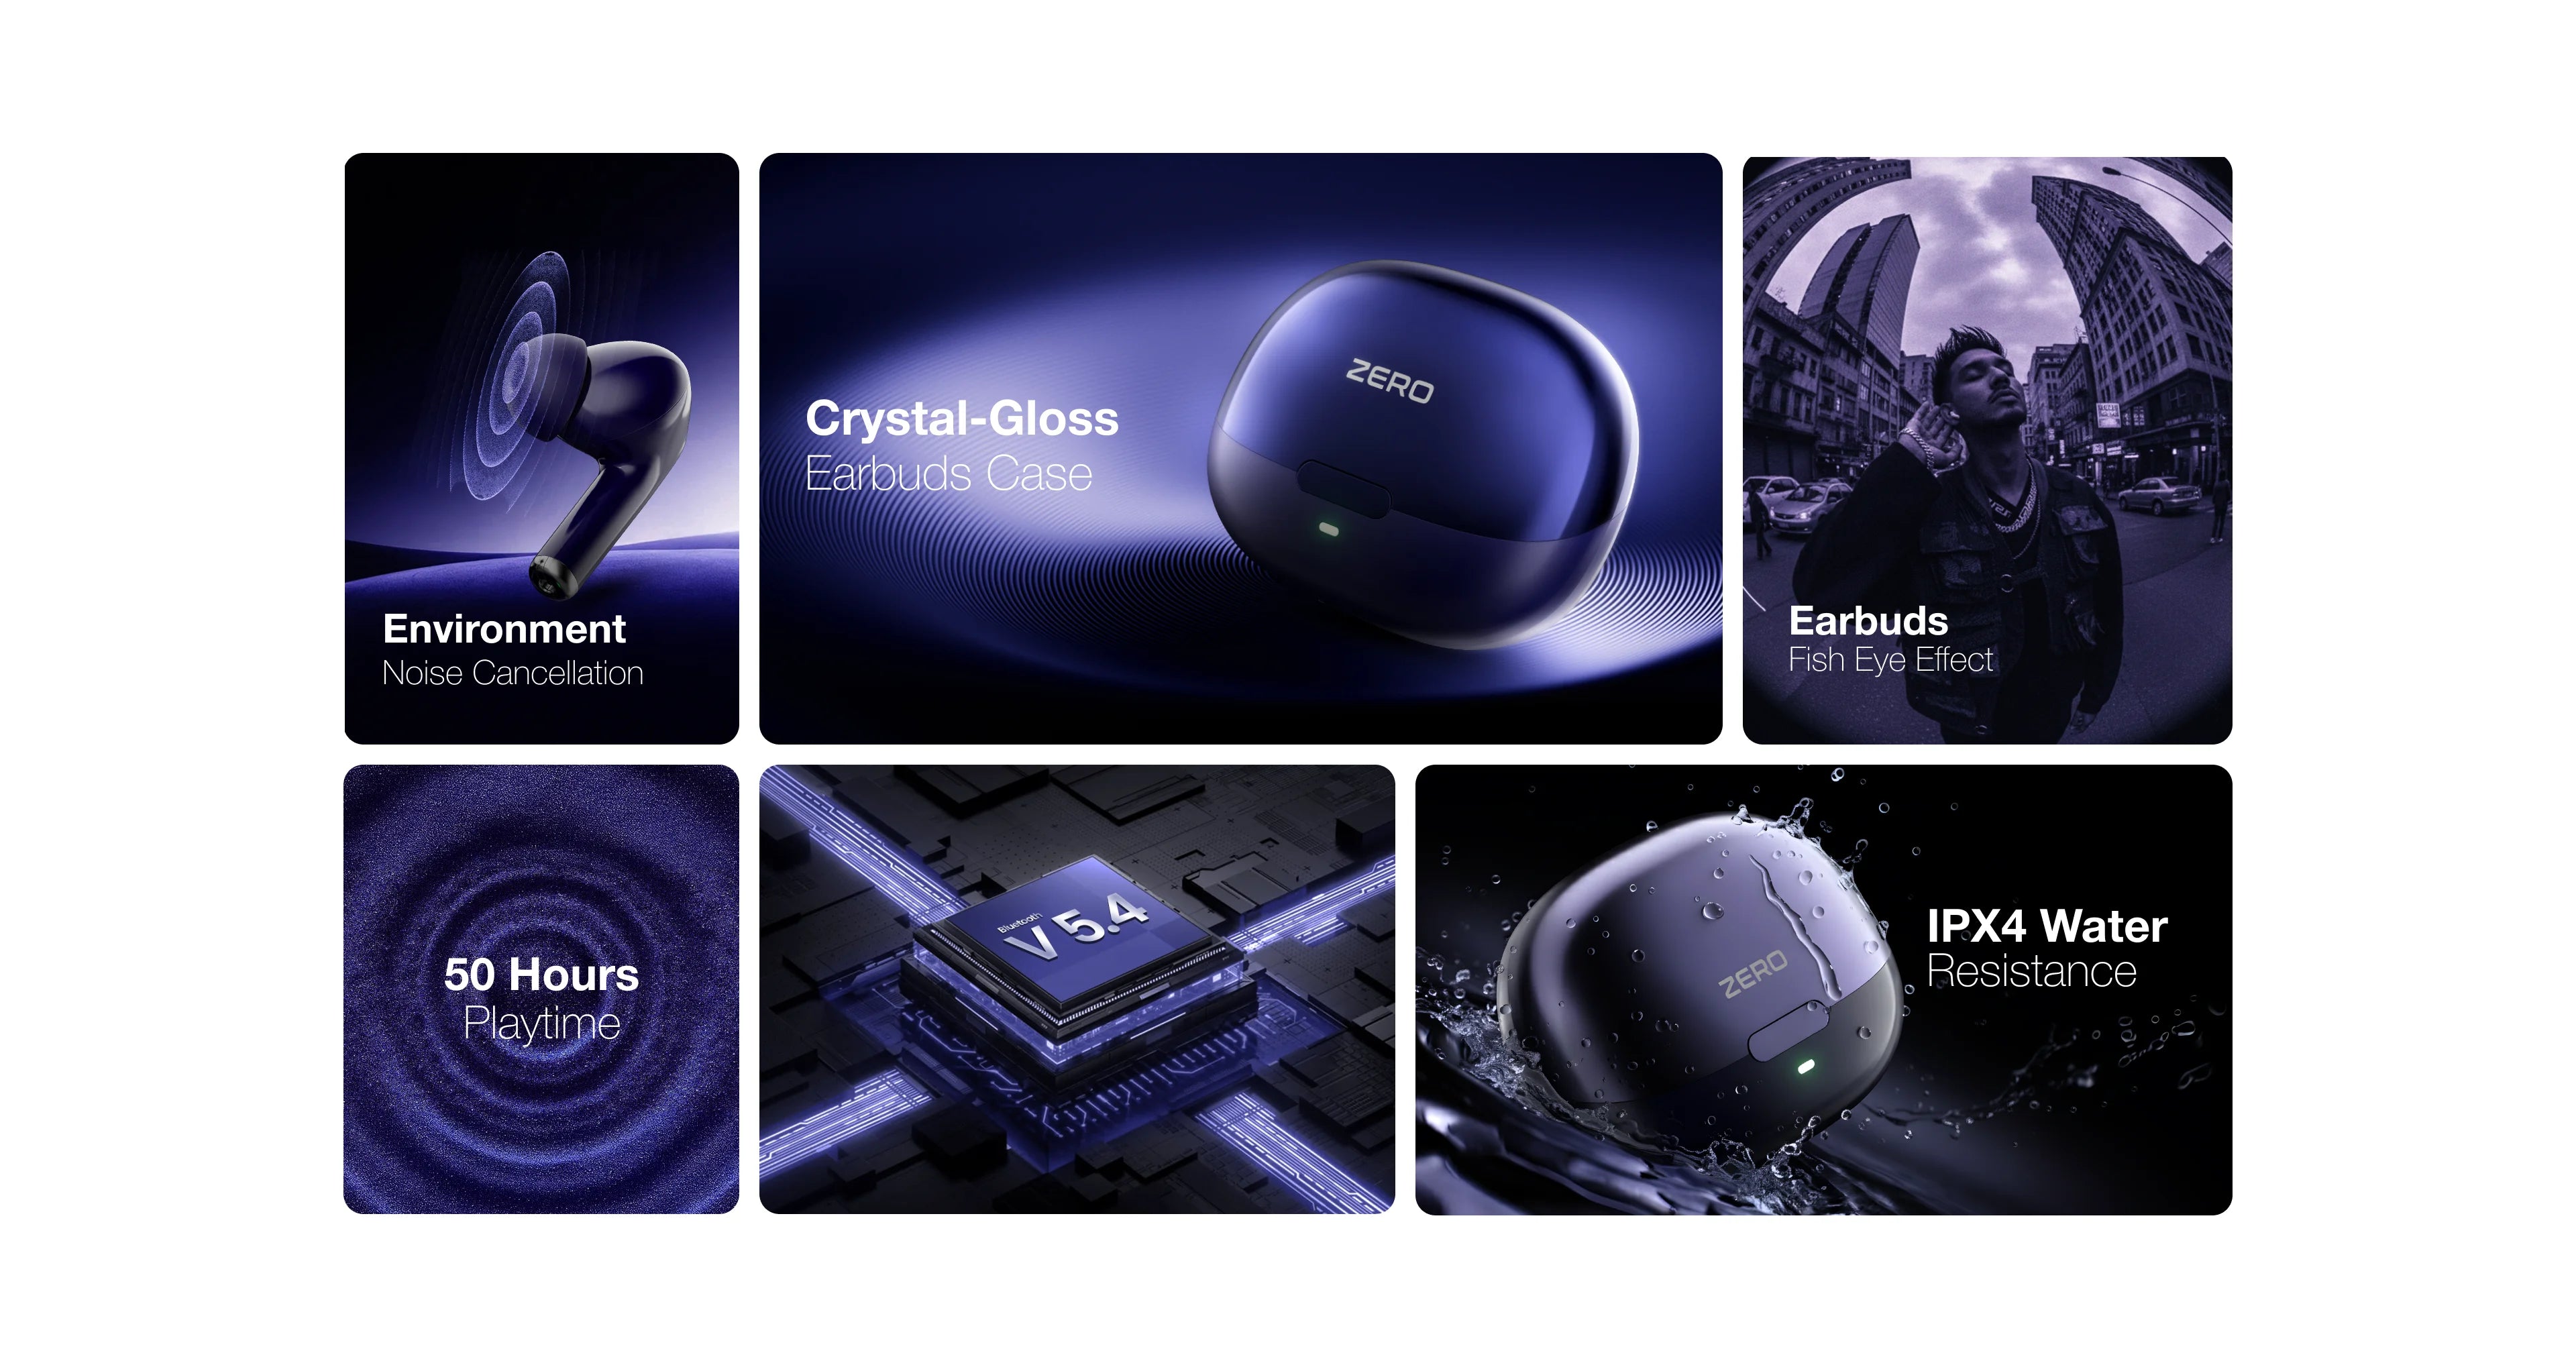 Environment
Noise Cancellation
ZERO
Crystal-Gloss
Earbuds Case
Earbuds
Fish Eye Effect
50 Hours
Playtime
Bluetooth
V 5.4
ZERO
IPX4 Water
Resistance